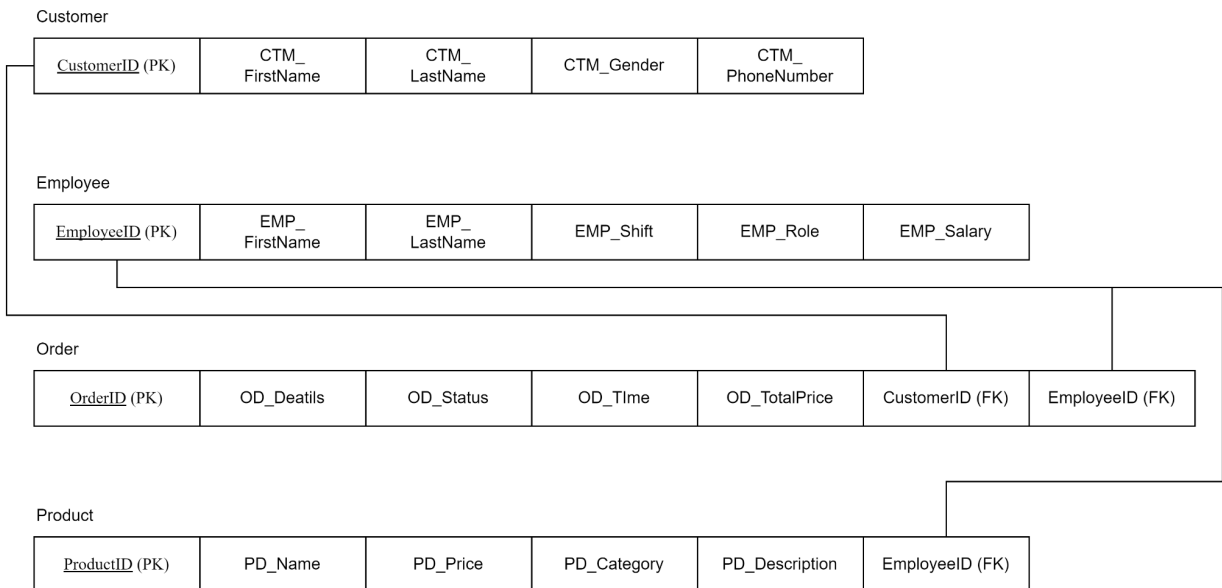 Customer
CustomerID (PK)
CTM_
FirstName
CTM_
LastName
CTM_Gender
CTM_
PhoneNumber
Employee
EmployeeID (PK)
EMP_
FirstName
EMP_
LastName
EMP_Shift
EMP_Role
EMP_Salary
Order
OrderID (PK)
OD_Deatils
OD_Status
OD_TIme
OD_TotalPrice
CustomerID (FK)
EmployeeID (FK)
Product
ProductID (PK)
PD_Name
PD_Price
PD_Category
PD_Description
EmployeeID (FK)